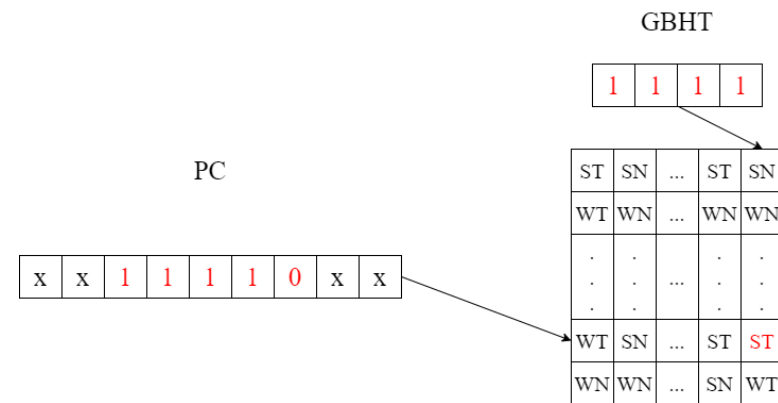 GBHT
1 1 1 1
PC
ST SN ... ST SN
WT WN ... WN WN
x x 1 1 1 1 0 x x
. . . .
. . ... . .
. . . .
WT SN ... ST ST
WN WN ... SN WT